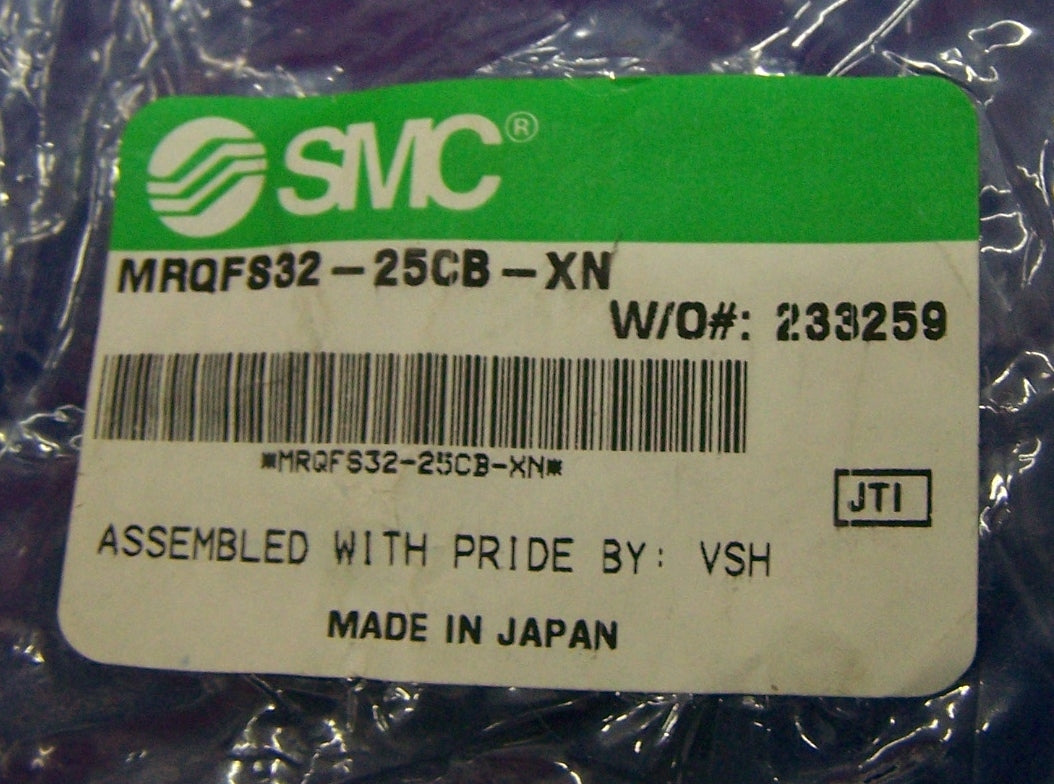 SMC®
MRQFS32-25CB-XN
W/O#: 233259
*MRQFS32-25CB-XN*
JTI
ASSEMBLED WITH PRIDE BY: VSH
MADE IN JAPAN